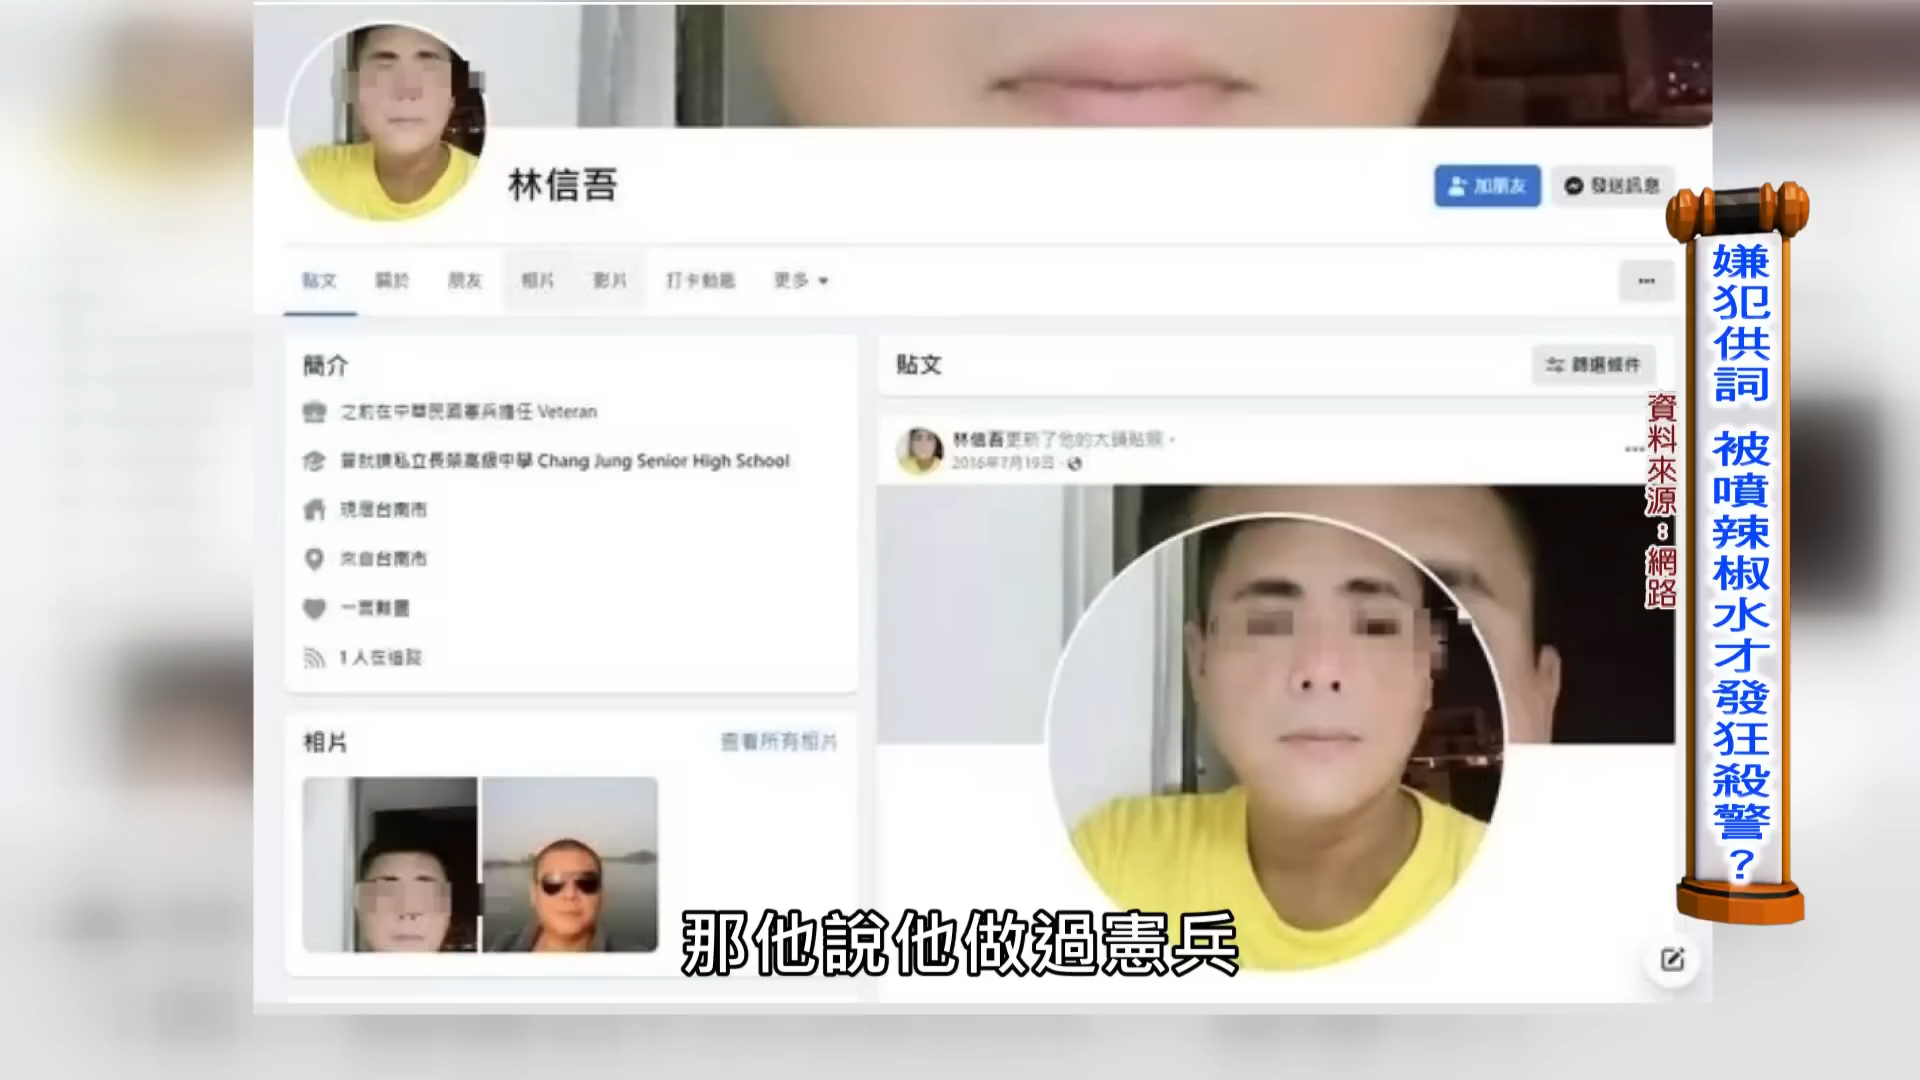 林信吾
加朋友
發送訊息
貼文
關於
朋友
相片
影片
打卡動態
更多
簡介
之前在中華民國憲兵擔任 Veteran
曾就讀私立長榮高級中學 Chang Jung Senior High School
現居台南市
來自台南市
一言難盡
1 人在追蹤
相片
查看所有相片
貼文
篩選條件
林信吾更新了他的大頭貼照。
2016年7月19日
資料來源：網路
嫌犯供詞 被噴辣椒水才發狂殺警？
那他說他做過憲兵